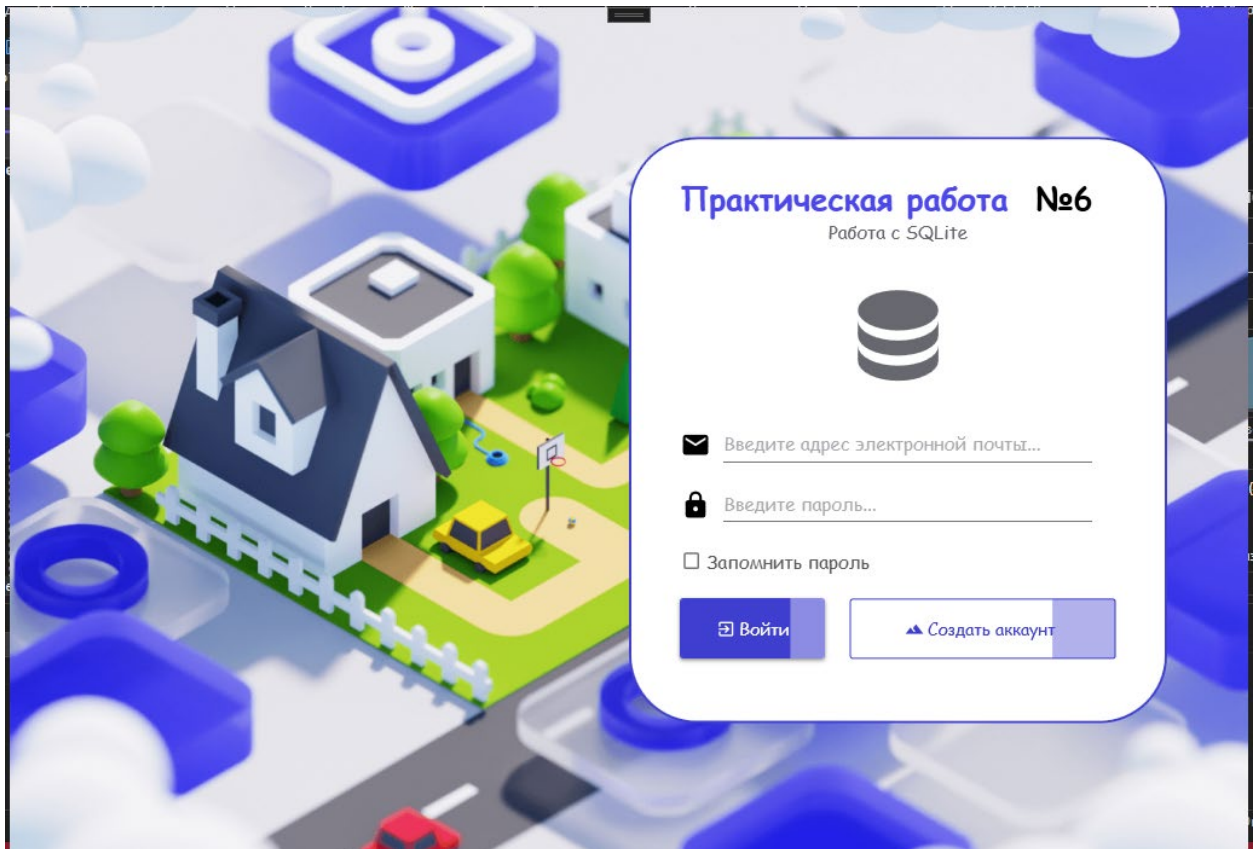 Практическая работа №6
Работа с SQLite
Введите адрес электронной почты...
Введите пароль...
Запомнить пароль
Войти
Создать аккаунт